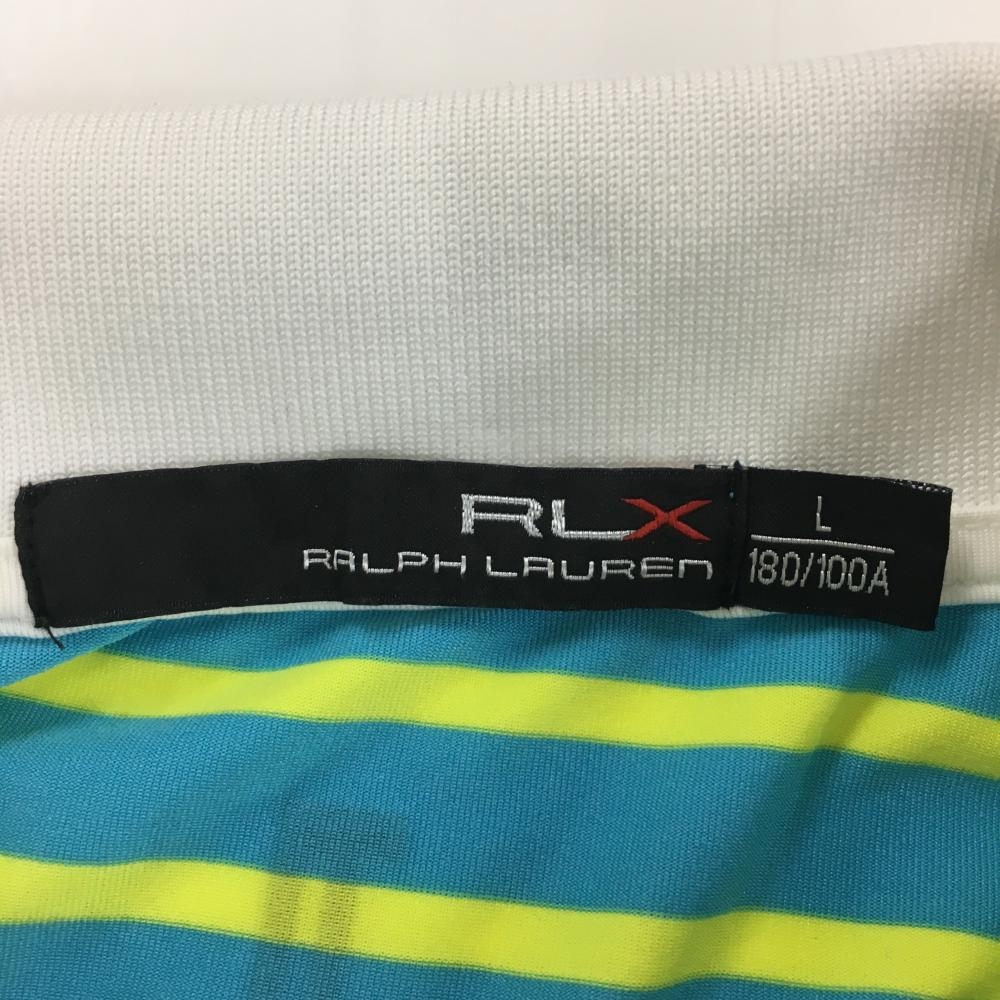 RLX
RALPH LAUREN
L
180/100A